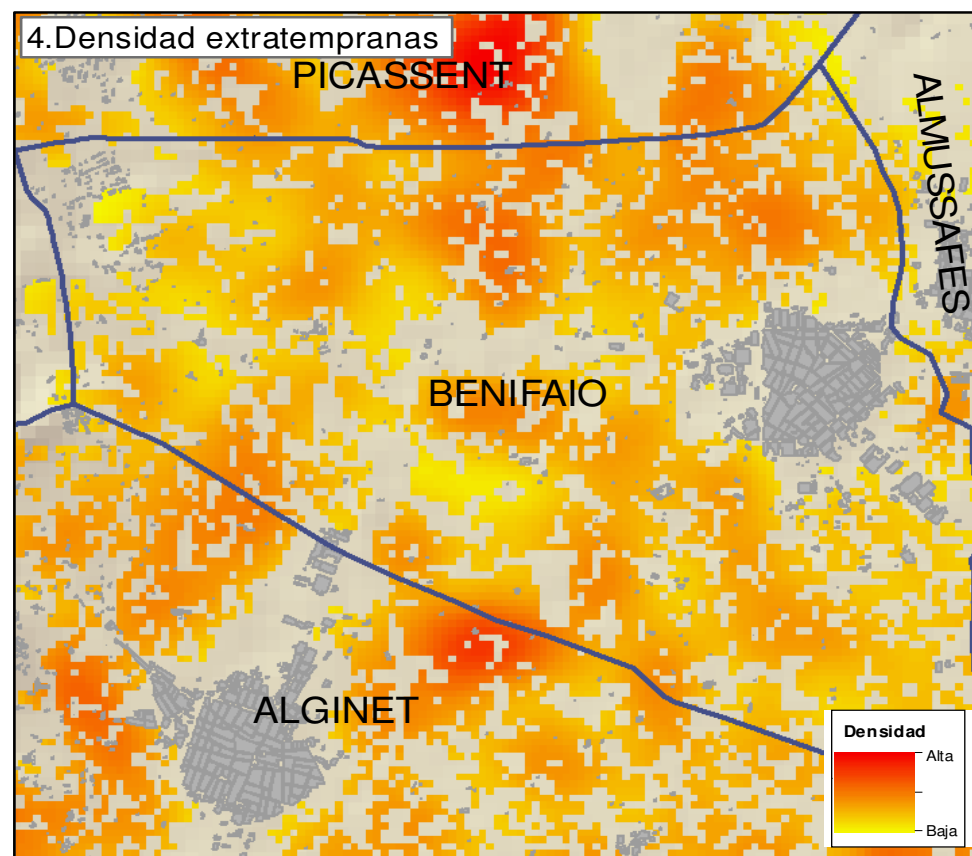 4.Densidad extratempranas
PICASSENT
ALMUSSAFES
BENIFAIO
ALGINET
Densidad
Alta
Baja